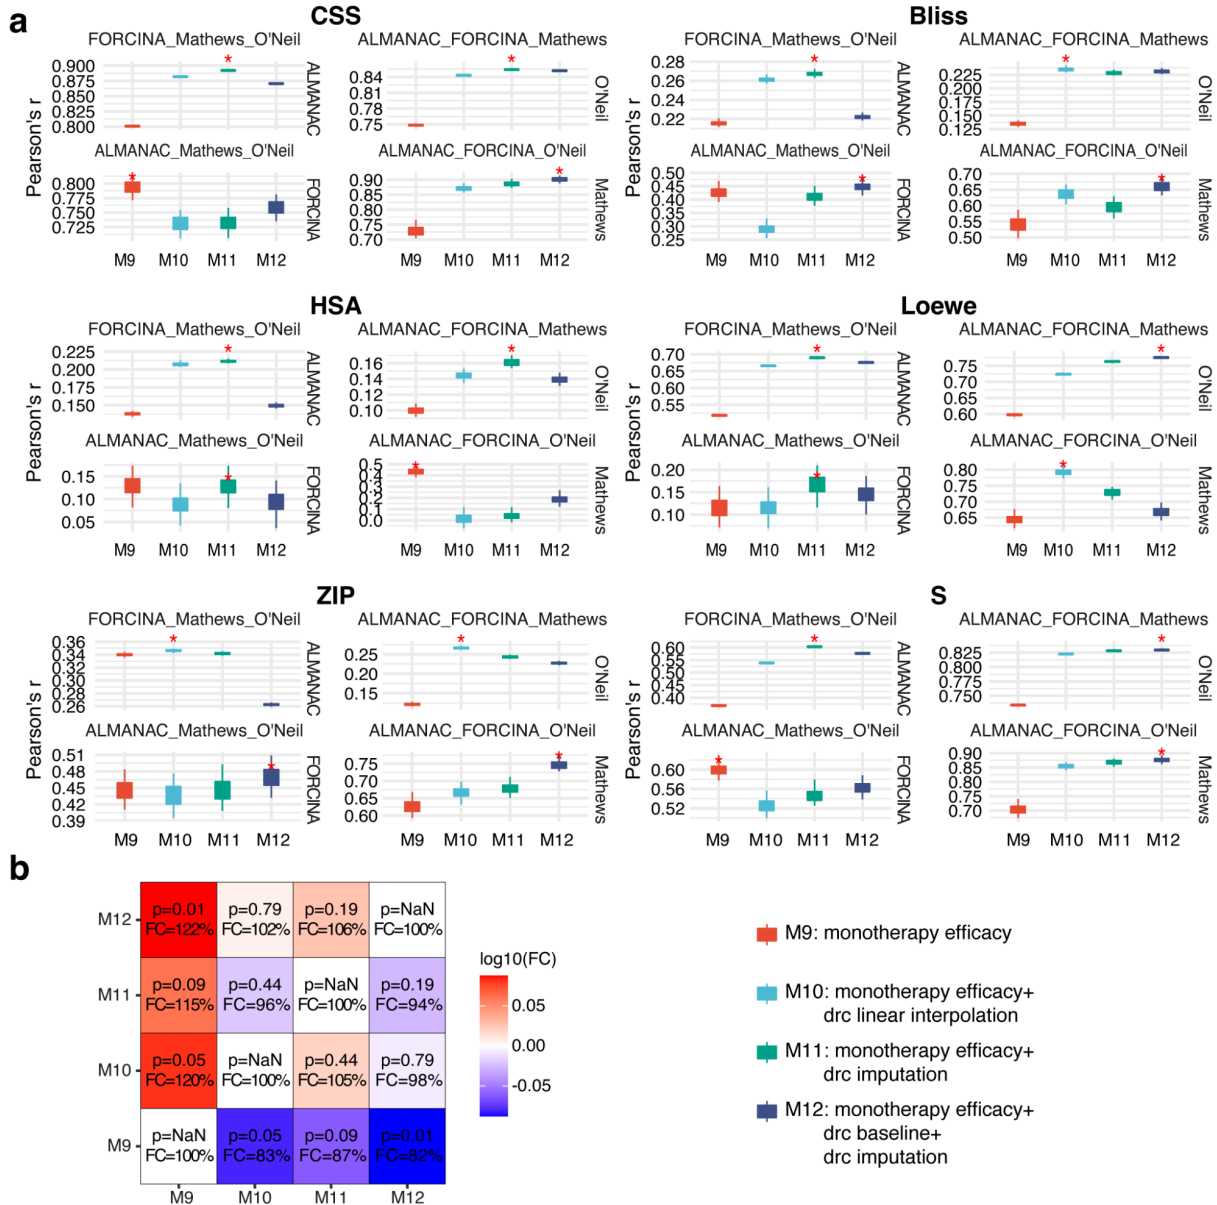 a
CSS
Bliss
FORCINA_Mathews_O'Neil
ALMANAC_FORCINA_Mathews
FORCINA_Mathews_O'Neil
ALMANAC_FORCINA_Mathews
Pearson's r
0.900
0.875
0.850
0.825
0.800
*
ALMANAC
0.84
0.81
0.78
0.75
*
O'Neil
Pearson's r
0.28
0.26
0.24
0.22
*
ALMANAC
0.225
0.200
0.175
0.150
0.125
*
O'Neil
ALMANAC_Mathews_O'Neil
ALMANAC_FORCINA_O'Neil
ALMANAC_Mathews_O'Neil
ALMANAC_FORCINA_O'Neil
0.800
0.775
0.750
0.725
*
FORCINA
0.90
0.85
0.80
0.75
0.70
*
Mathews
0.50
0.45
0.40
0.35
0.30
0.25
*
FORCINA
0.70
0.65
0.60
0.55
0.50
*
Mathews
M9 M10 M11 M12
M9 M10 M11 M12
M9 M10 M11 M12
M9 M10 M11 M12
HSA
Loewe
FORCINA_Mathews_O'Neil
ALMANAC_FORCINA_Mathews
FORCINA_Mathews_O'Neil
ALMANAC_FORCINA_Mathews
Pearson's r
0.225
0.200
0.175
0.150
*
ALMANAC
0.16
0.14
0.12
0.10
*
O'Neil
Pearson's r
0.70
0.65
0.60
0.55
*
ALMANAC
0.75
0.70
0.65
0.60
*
O'Neil
ALMANAC_Mathews_O'Neil
ALMANAC_FORCINA_O'Neil
ALMANAC_Mathews_O'Neil
ALMANAC_FORCINA_O'Neil
0.15
0.10
0.05
*
FORCINA
0.5
0.4
0.3
0.2
0.1
0.0
*
Mathews
0.20
0.15
0.10
*
FORCINA
0.80
0.75
0.70
0.65
*
Mathews
M9 M10 M11 M12
M9 M10 M11 M12
M9 M10 M11 M12
M9 M10 M11 M12
ZIP
S
FORCINA_Mathews_O'Neil
ALMANAC_FORCINA_Mathews
FORCINA_Mathews_O'Neil
ALMANAC_FORCINA_Mathews
Pearson's r
0.36
0.34
0.33
0.31
0.30
0.28
0.26
*
ALMANAC
0.25
0.20
0.15
*
O'Neil
Pearson's r
0.60
0.55
0.50
0.45
0.40
*
ALMANAC
0.825
0.800
0.775
0.750
*
O'Neil
ALMANAC_Mathews_O'Neil
ALMANAC_FORCINA_O'Neil
ALMANAC_Mathews_O'Neil
ALMANAC_FORCINA_O'Neil
0.51
0.48
0.45
0.42
0.39
*
FORCINA
0.75
0.70
0.65
0.60
*
Mathews
0.60
0.56
0.52
*
FORCINA
0.90
0.85
0.80
0.75
0.70
*
Mathews
M9 M10 M11 M12
M9 M10 M11 M12
M9 M10 M11 M12
M9 M10 M11 M12
b
M12
p=0.01 p=0.79 p=0.19 p=NaN
FC=122% FC=102% FC=106% FC=100%
M11
p=0.09 p=0.44 p=NaN p=0.19
FC=115% FC=96% FC=100% FC=94%
M10
p=0.05 p=NaN p=0.44 p=0.79
FC=120% FC=100% FC=105% FC=98%
M9
p=NaN p=0.05 p=0.09 p=0.01
FC=100% FC=83% FC=87% FC=82%
M9 M10 M11 M12
log10(FC)
0.05
0.00
-0.05
M9: monotherapy efficacy
M10: monotherapy efficacy+
drc linear interpolation
M11: monotherapy efficacy+
drc imputation
M12: monotherapy efficacy+
drc baseline+
drc imputation